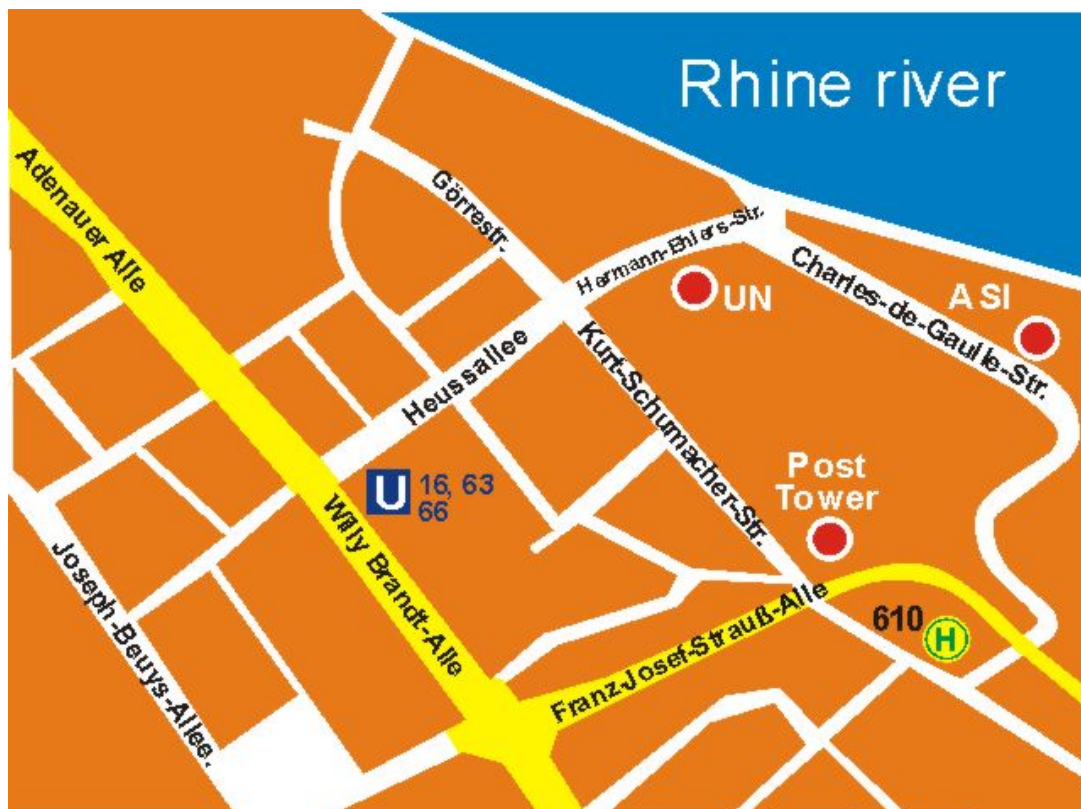 Rhine river
Adenauer Alle
Görrestr.
Hermann-Ehlers-Str.
Charles-de-Gaulle-Str.
UN
ASI
Heussallee
Kurt-Schumacher-Str.
U
16, 63
66
Post
Tower
Willy Brandt-Alle
Joseph-Beuys-Allee.
Franz-Josef-Strauß-Alle
610
H